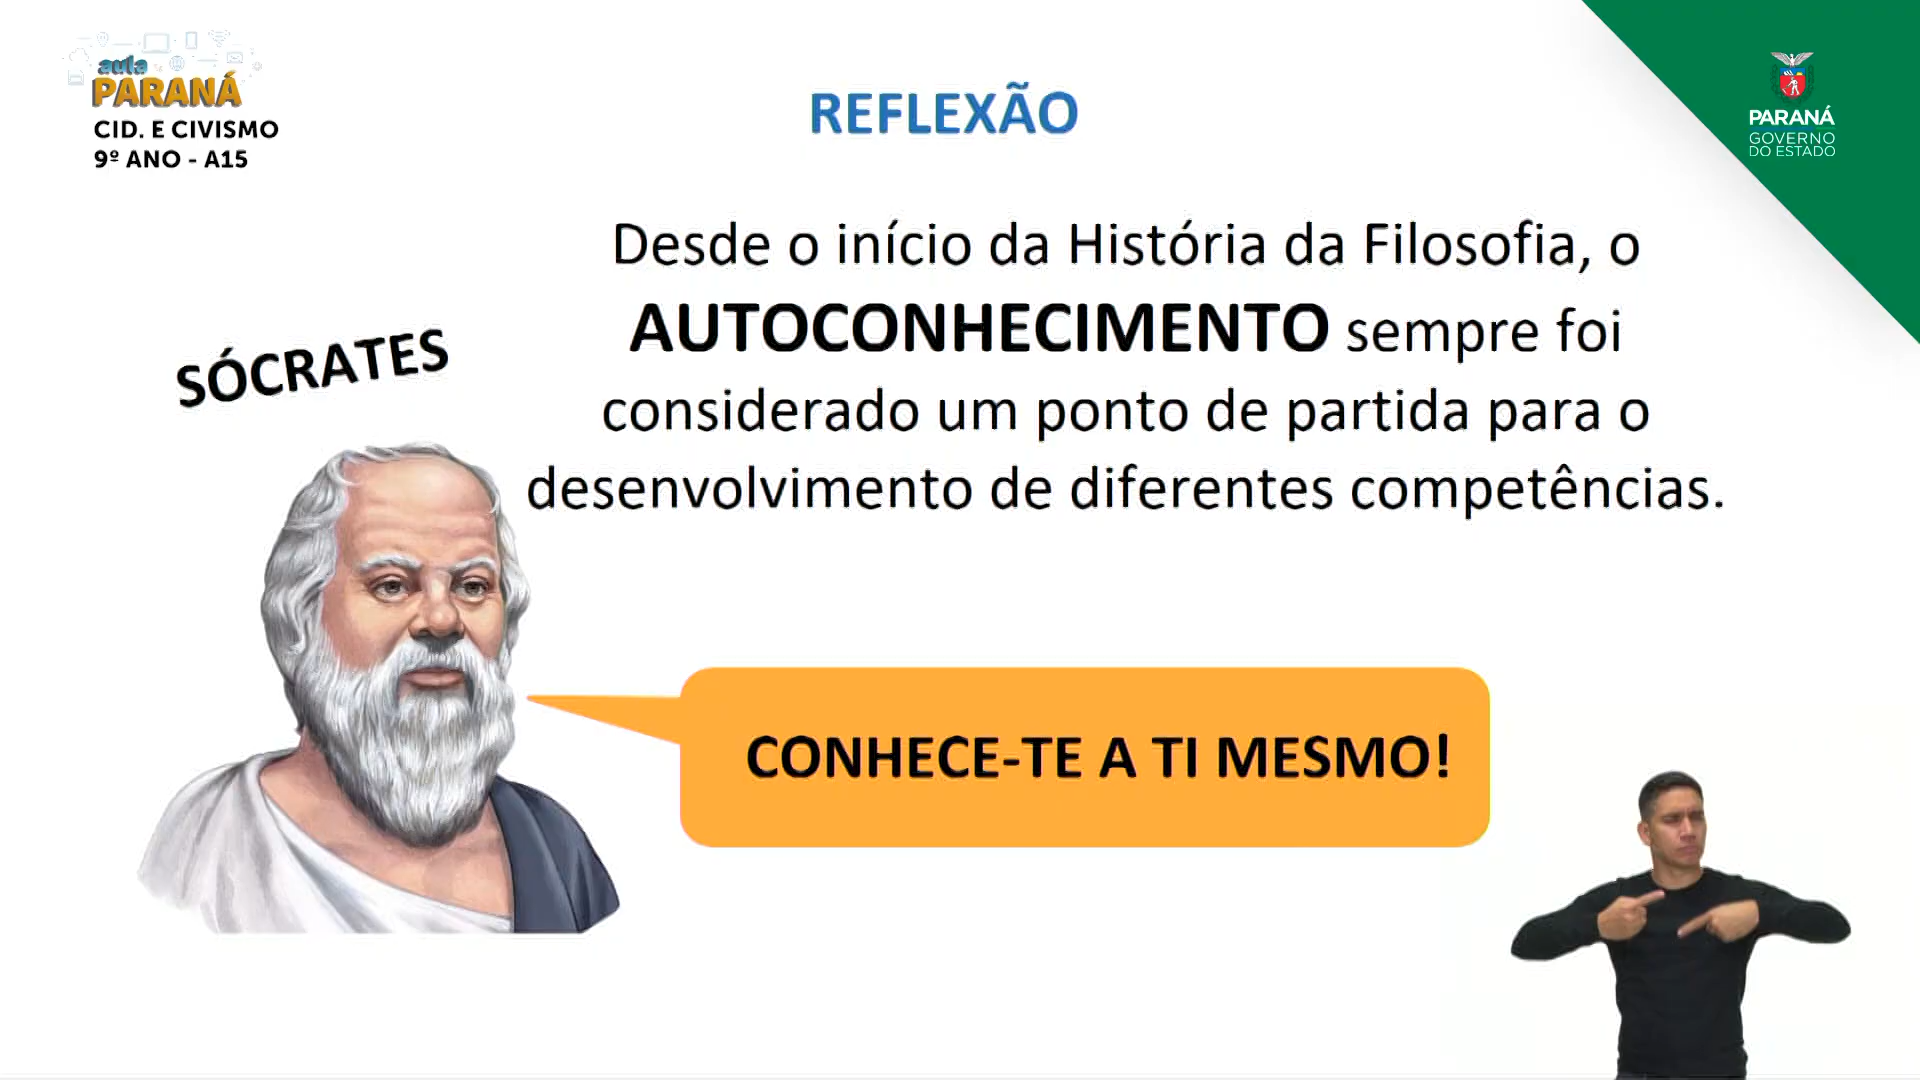 aula
PARANÁ
CID. E CIVISMO
9º ANO - A15
REFLEXÃO
PARANÁ
GOVERNO
DO ESTADO
Desde o início da História da Filosofia, o
AUTOCONHECIMENTO sempre foi
considerado um ponto de partida para o
desenvolvimento de diferentes competências.
SÓCRATES
CONHECE-TE A TI MESMO!